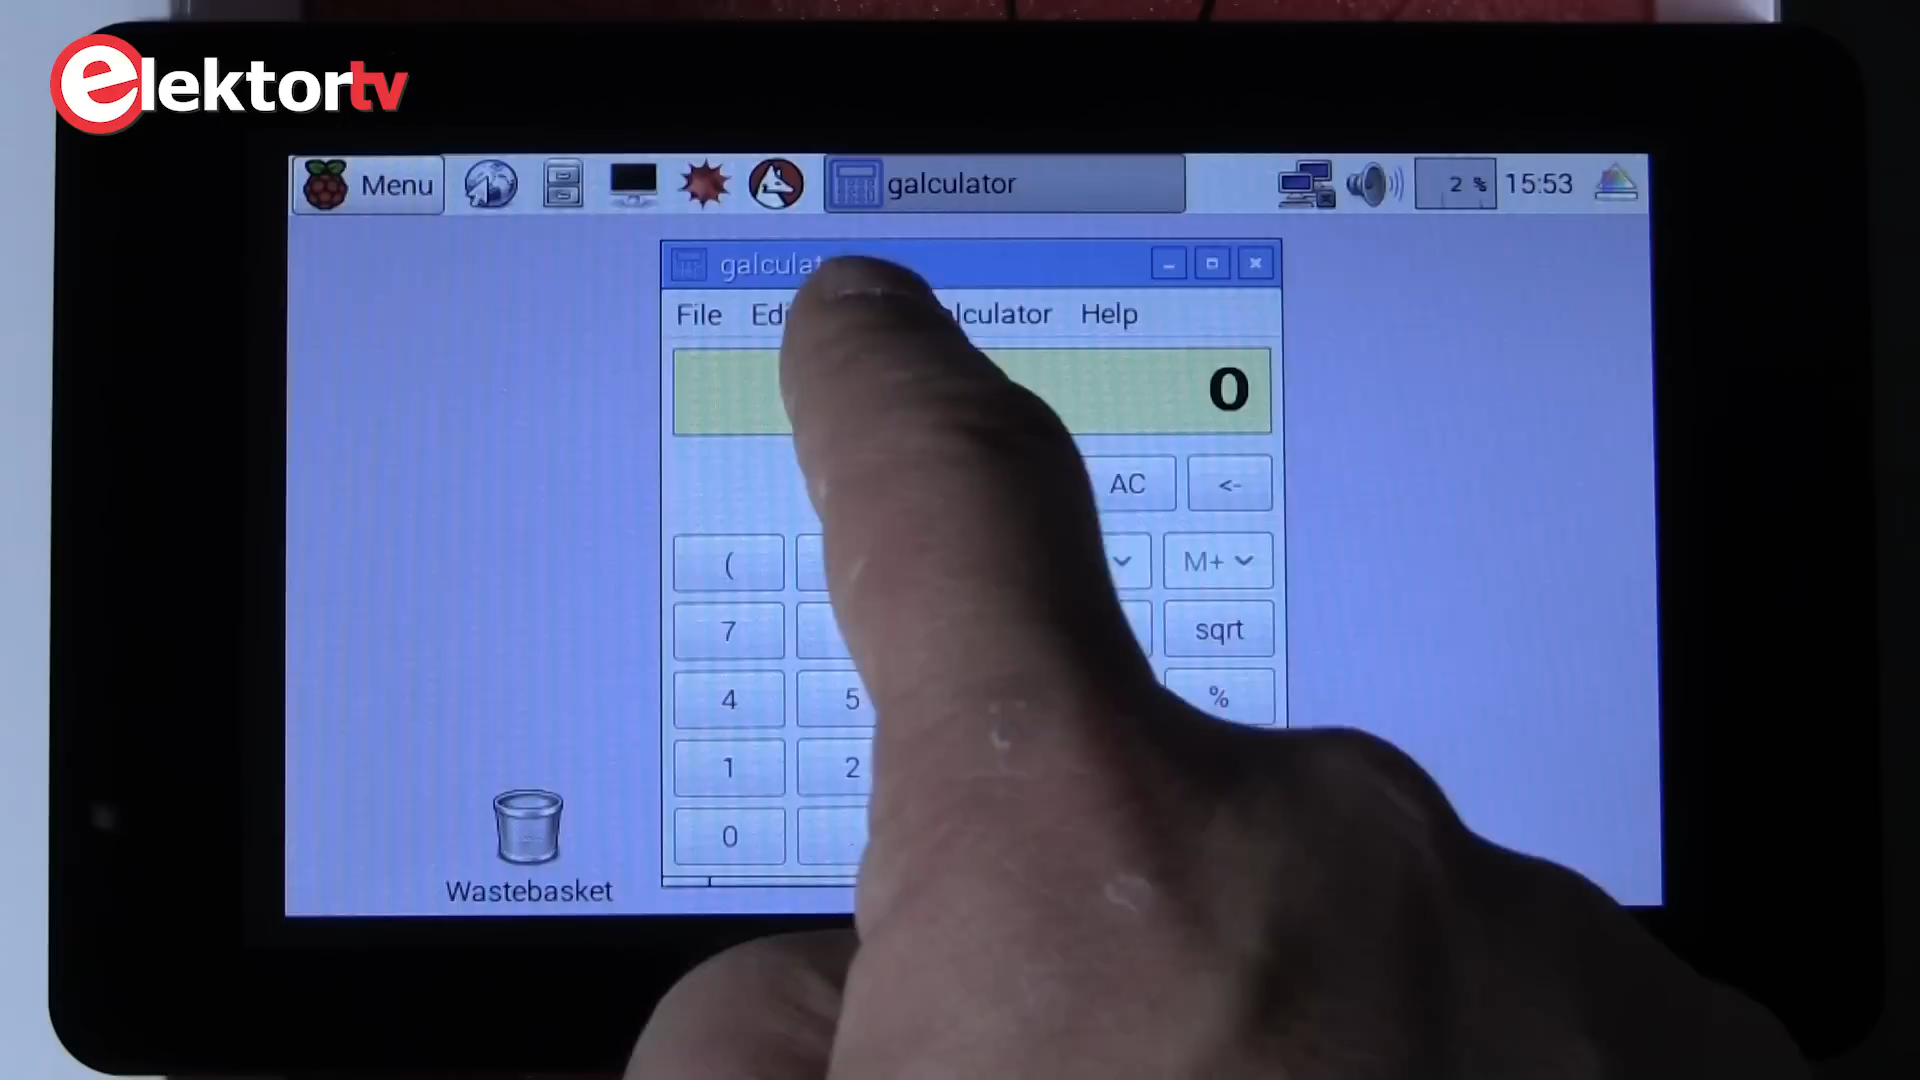 elektortv
Menu
galculator
2 %
15:53
galculat
File Edi lculator Help
0
AC <-
( M+
7 sqrt
4 5 %
1 2
0 .
Wastebasket